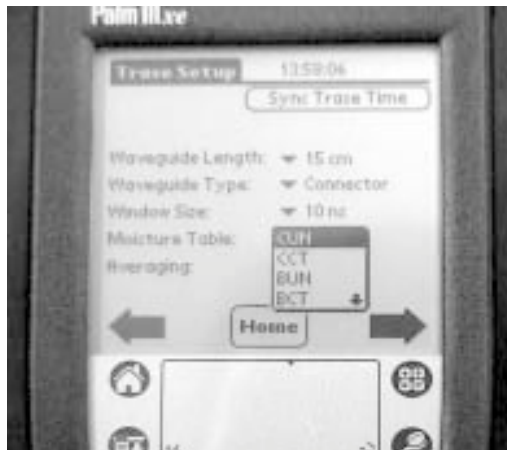 Palm IIIxe
Trase Setup 13:59:06
Sync Trase Time
Waveguide Length: 15 cm
Waveguide Type: Connector
Window Size: 10 ns
Moisture Table: CUN
Averaging: CCT
BUN
BCT
Home